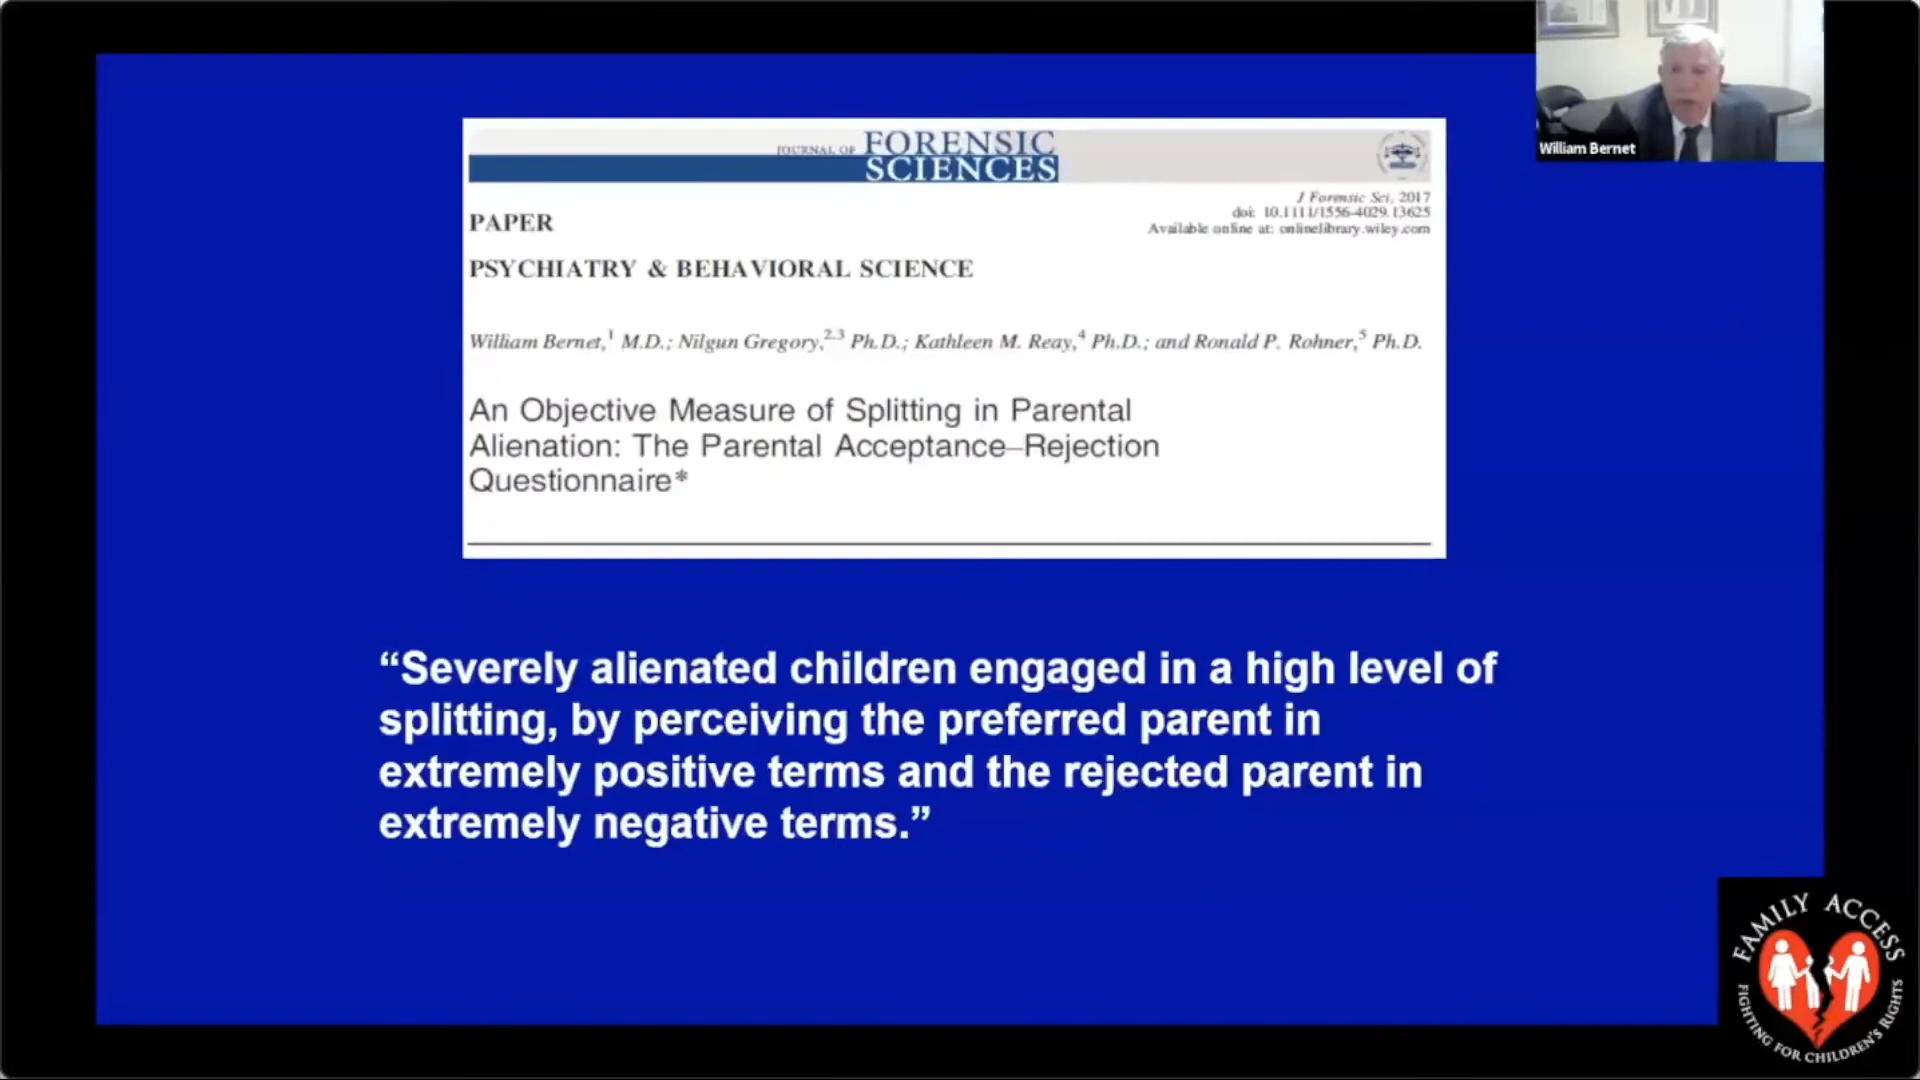 William Bernet
JOURNAL OF FORENSIC
SCIENCES
J Forensic Sci, 2017
doi: 10.1111/1556-4029.13625
Available online at: onlinelibrary.wiley.com
PAPER
PSYCHIATRY & BEHAVIORAL SCIENCE
William Bernet,1 M.D.; Nilgun Gregory,2,3 Ph.D.; Kathleen M. Reay,4 Ph.D.; and Ronald P. Rohner,5 Ph.D.
An Objective Measure of Splitting in Parental
Alienation: The Parental Acceptance–Rejection
Questionnaire*
“Severely alienated children engaged in a high level of
splitting, by perceiving the preferred parent in
extremely positive terms and the rejected parent in
extremely negative terms.”
FAMILY ACCESS
FIGHTING FOR CHILDREN'S RIGHTS